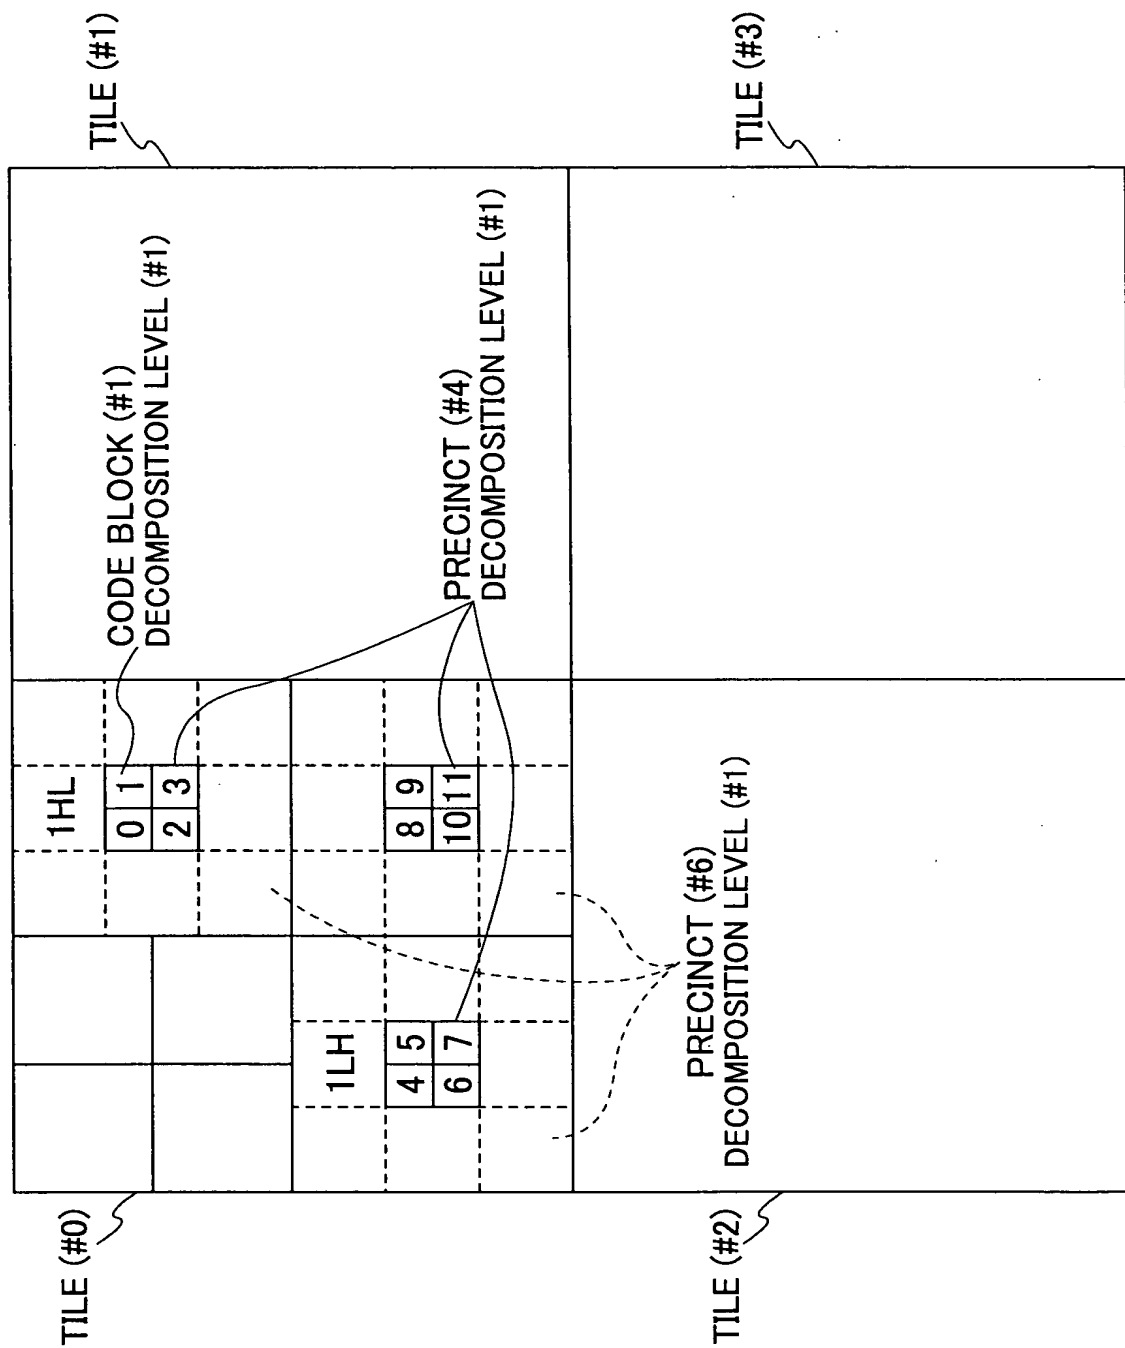 TILE (#0)
TILE (#1)
1HL
0 1
2 3
CODE BLOCK (#1)
DECOMPOSITION LEVEL (#1)
1LH
4 5
6 7
8 9
10 11
PRECINCT (#4)
DECOMPOSITION LEVEL (#1)
PRECINCT (#6)
DECOMPOSITION LEVEL (#1)
TILE (#2)
TILE (#3)